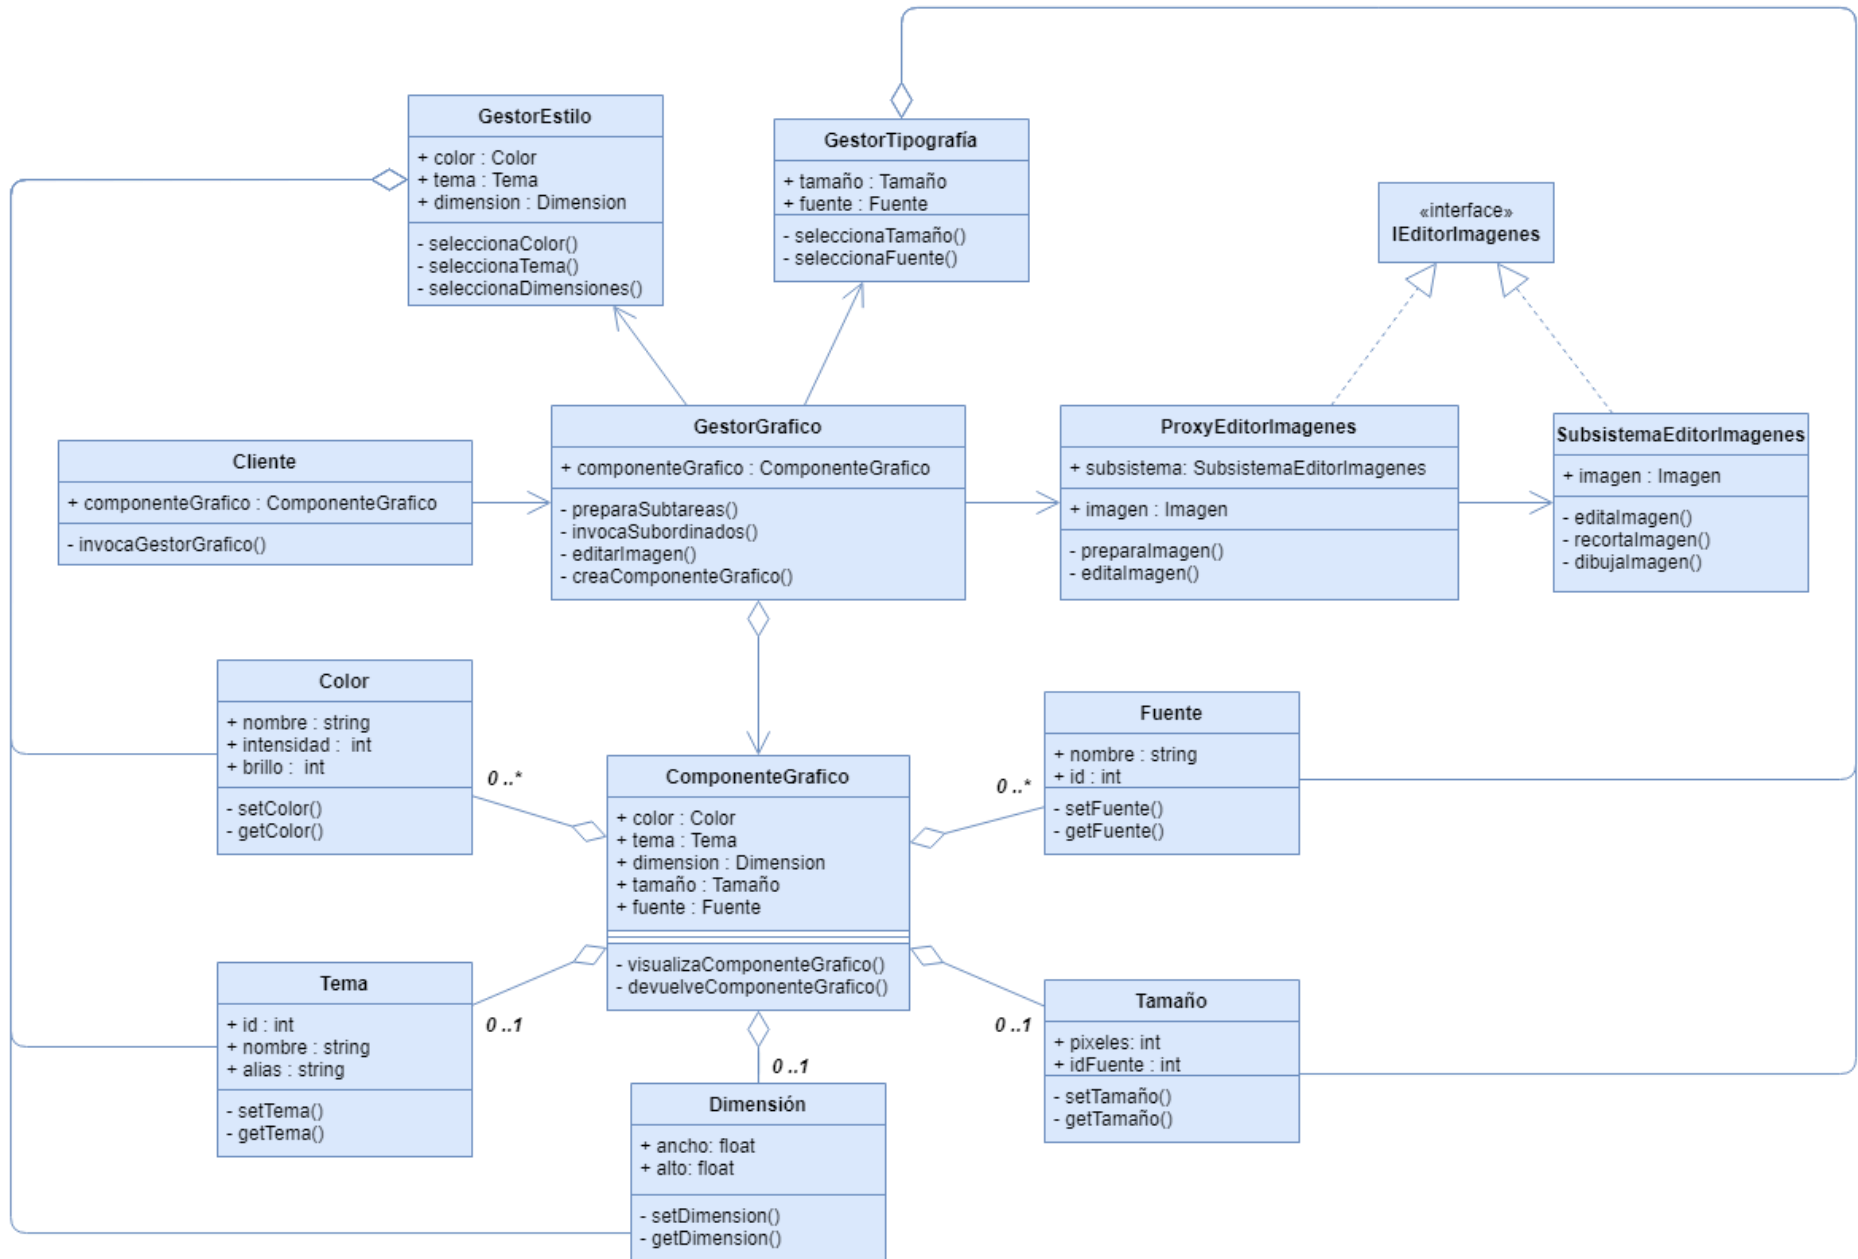 GestorEstilo
+ color : Color
+ tema : Tema
+ dimension : Dimension
- seleccionaColor()
- seleccionaTema()
- seleccionaDimensiones()
GestorTipografía
+ tamaño : Tamaño
+ fuente : Fuente
- seleccionaTamaño()
- seleccionaFuente()
«interface»
IEditorImagenes
Cliente
+ componenteGrafico : ComponenteGrafico
- invocaGestorGrafico()
GestorGrafico
+ componenteGrafico : ComponenteGrafico
- preparaSubtareas()
- invocaSubordinados()
- editarImagen()
- creaComponenteGrafico()
ProxyEditorImagenes
+ subsistema: SubsistemaEditorImagenes
+ imagen : Imagen
- preparaImagen()
- editaImagen()
SubsistemaEditorImagenes
+ imagen : Imagen
- editaImagen()
- recortaImagen()
- dibujaImagen()
Color
+ nombre : string
+ intensidad :  int
+ brillo :  int
- setColor()
- getColor()
0 ..*
ComponenteGrafico
+ color : Color
+ tema : Tema
+ dimension : Dimension
+ tamaño : Tamaño
+ fuente : Fuente
- visualizaComponenteGrafico()
- devuelveComponenteGrafico()
0 ..*
Fuente
+ nombre : string
+ id : int
- setFuente()
- getFuente()
Tema
+ id : int
+ nombre : string
+ alias : string
- setTema()
- getTema()
0 ..1
0 ..1
Dimensión
+ ancho: float
+ alto: float
- setDimension()
- getDimension()
0 ..1
Tamaño
+ pixeles: int
+ idFuente : int
- setTamaño()
- getTamaño()